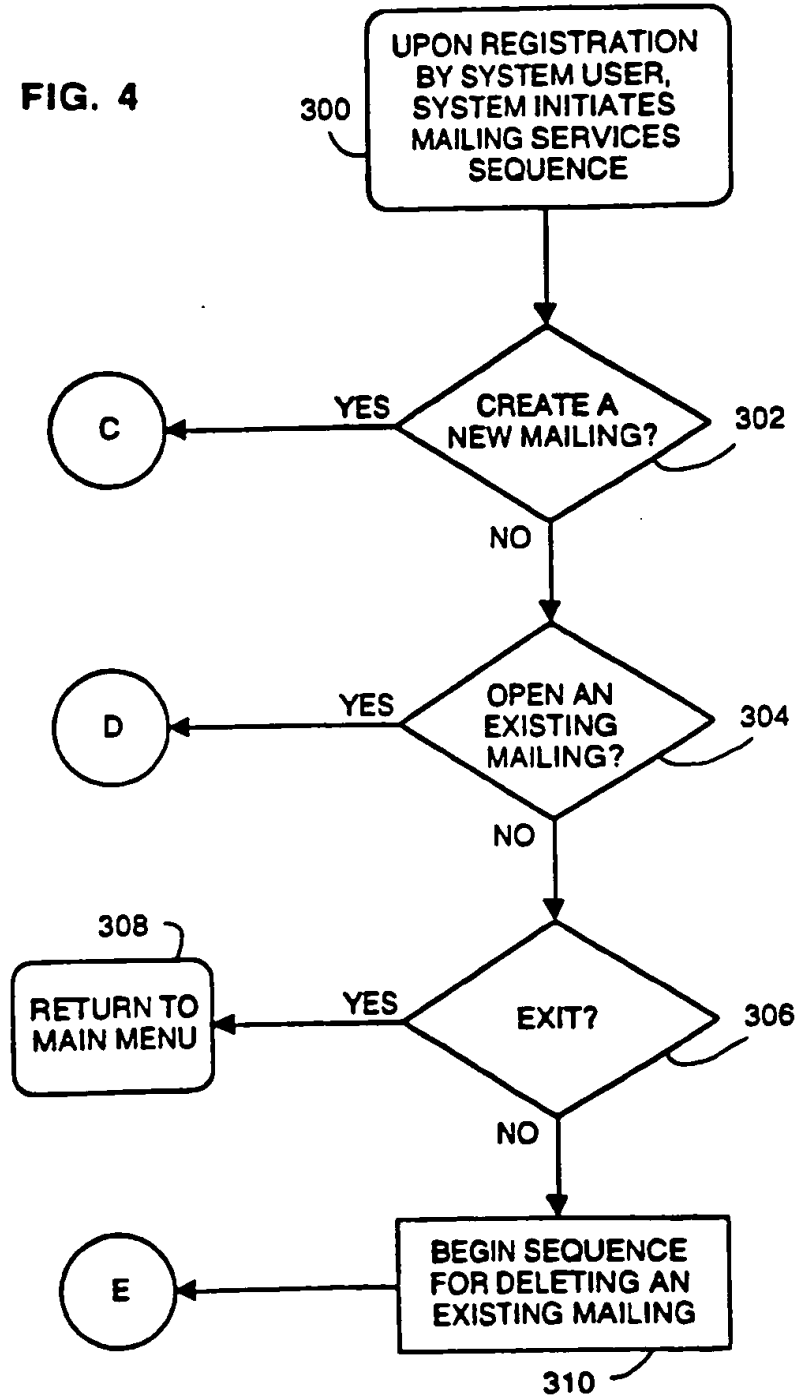 FIG. 4
300
UPON REGISTRATION
BY SYSTEM USER,
SYSTEM INITIATES
MAILING SERVICES
SEQUENCE
YES
C
CREATE A
NEW MAILING?
302
NO
YES
D
OPEN AN
EXISTING
MAILING?
304
NO
308
RETURN TO
MAIN MENU
YES
EXIT?
306
NO
E
BEGIN SEQUENCE
FOR DELETING AN
EXISTING MAILING
310